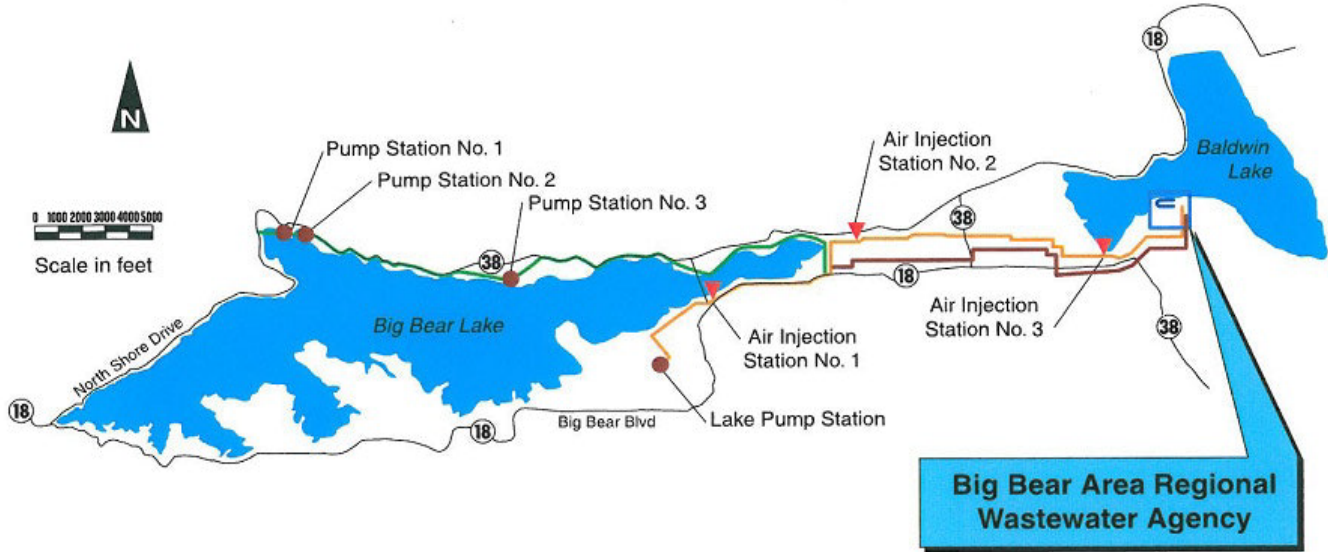 18
N
Pump Station No. 1
Pump Station No. 2
Pump Station No. 3
Air Injection
Station No. 2
Baldwin
Lake
0 1000 2000 3000 4000 5000
Scale in feet
38
38
18
Big Bear Lake
Air Injection
Station No. 1
Air Injection
Station No. 3
38
North Shore Drive
18
18
Big Bear Blvd
Lake Pump Station
Big Bear Area Regional
Wastewater Agency